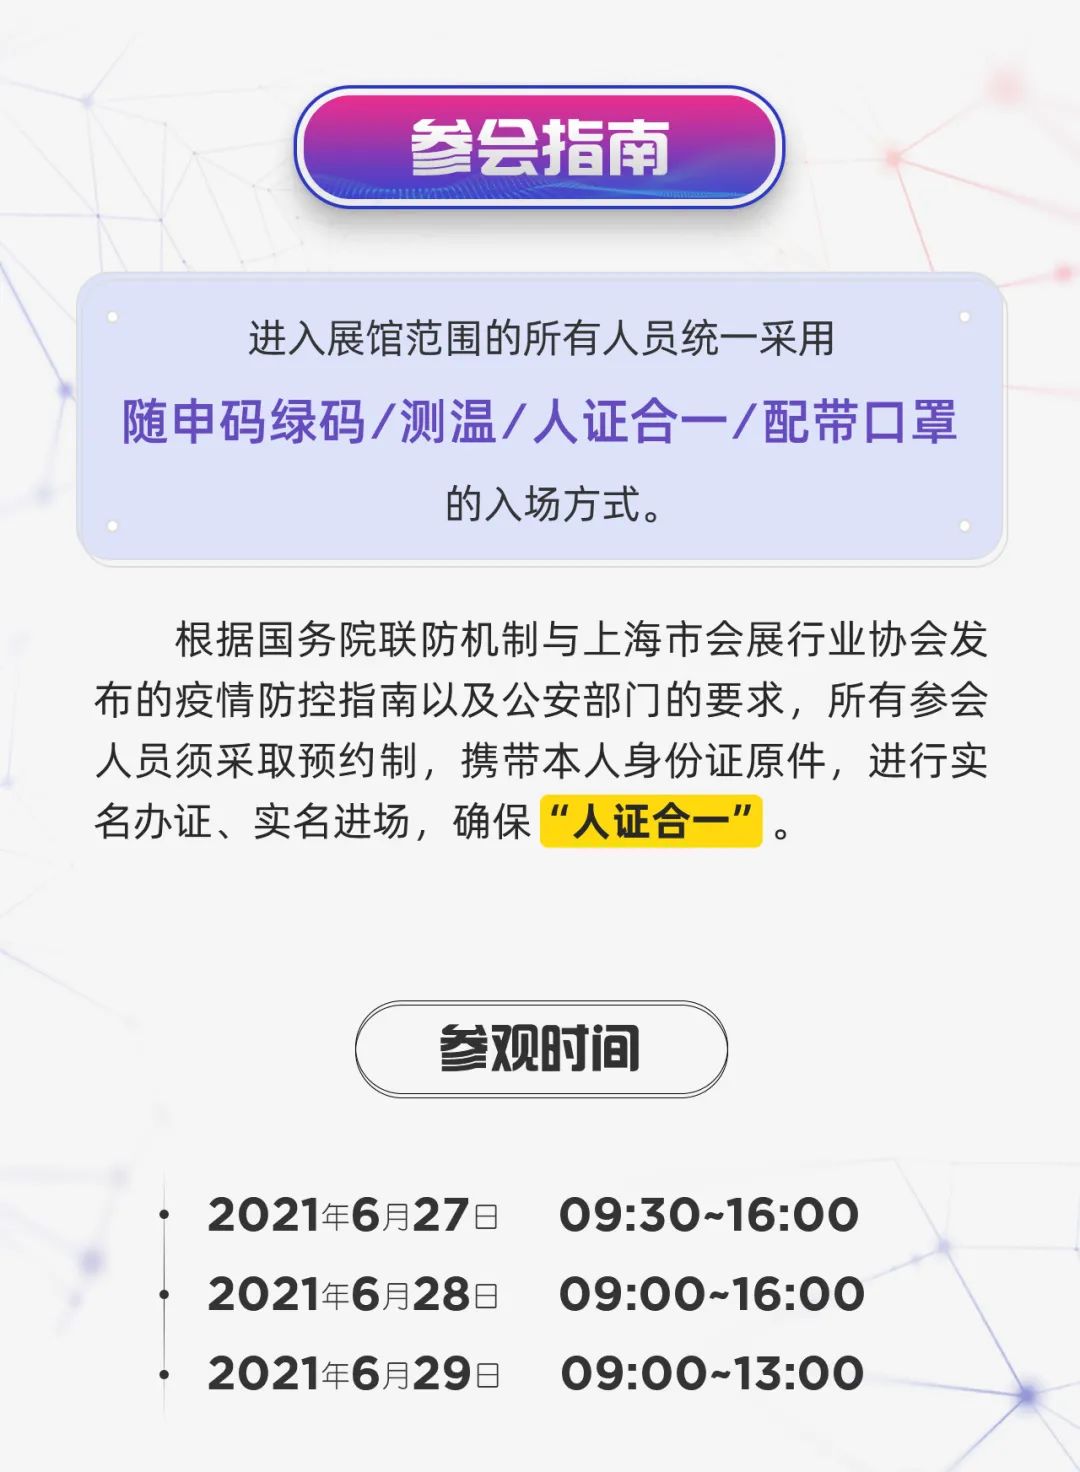 参会指南
进入展馆范围的所有人员统一采用
随申码绿码/测温/人证合一/配带口罩
的入场方式。
根据国务院联防机制与上海市会展行业协会发
布的疫情防控指南以及公安部门的要求，所有参会
人员须采取预约制，携带本人身份证原件，进行实
名办证、实名进场，确保“人证合一”。
参观时间
2021年6月27日 09:30~16:00
2021年6月28日 09:00~16:00
2021年6月29日 09:00~13:00